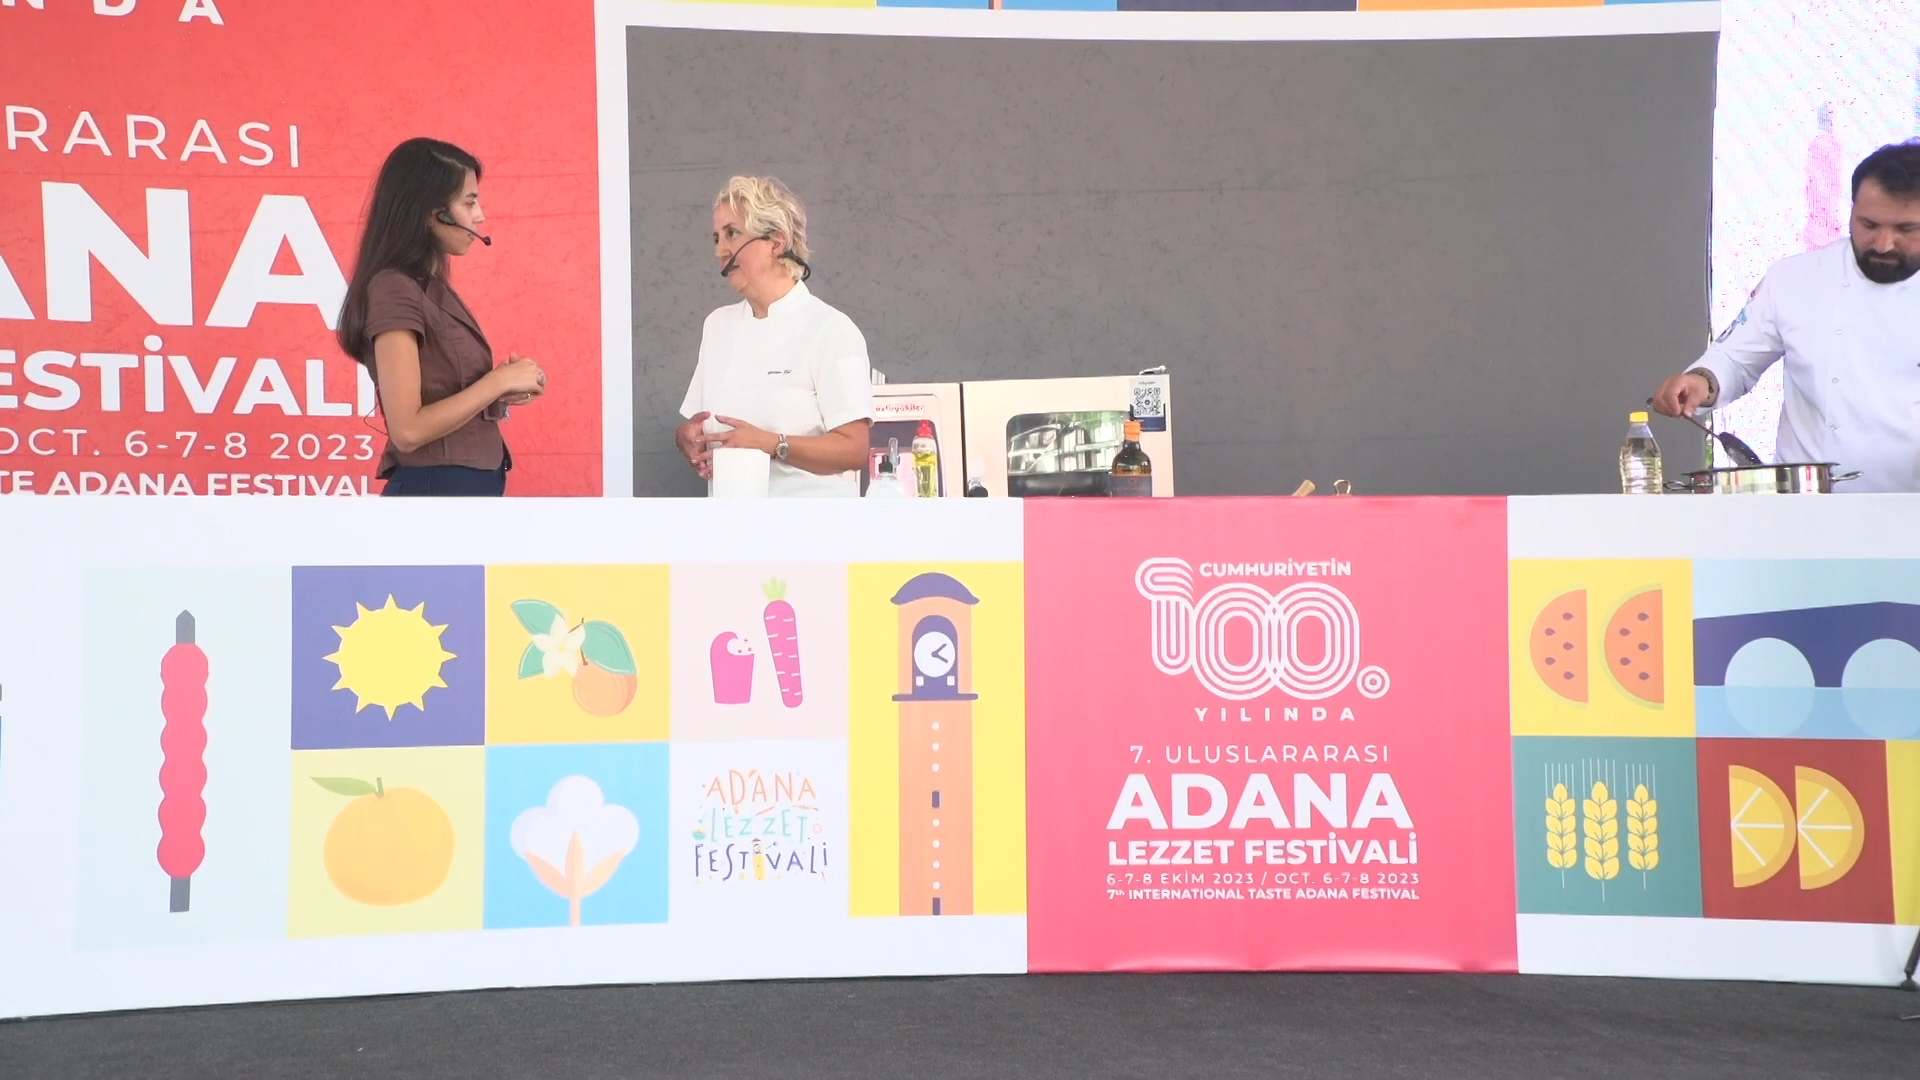 NDA
RARASI
ANA
ESTİVALİ
OCT. 6-7-8 2023
TE ADANA FESTIVAL
öztiryakiler
CUMHURİYETİN
100.
YILINDA
7. ULUSLARARASI
ADANA
LEZZET FESTİVALİ
6-7-8 EKİM 2023 / OCT. 6-7-8 2023
7th INTERNATIONAL TASTE ADANA FESTIVAL
ADANA
LEZZET
FESTİVALİ